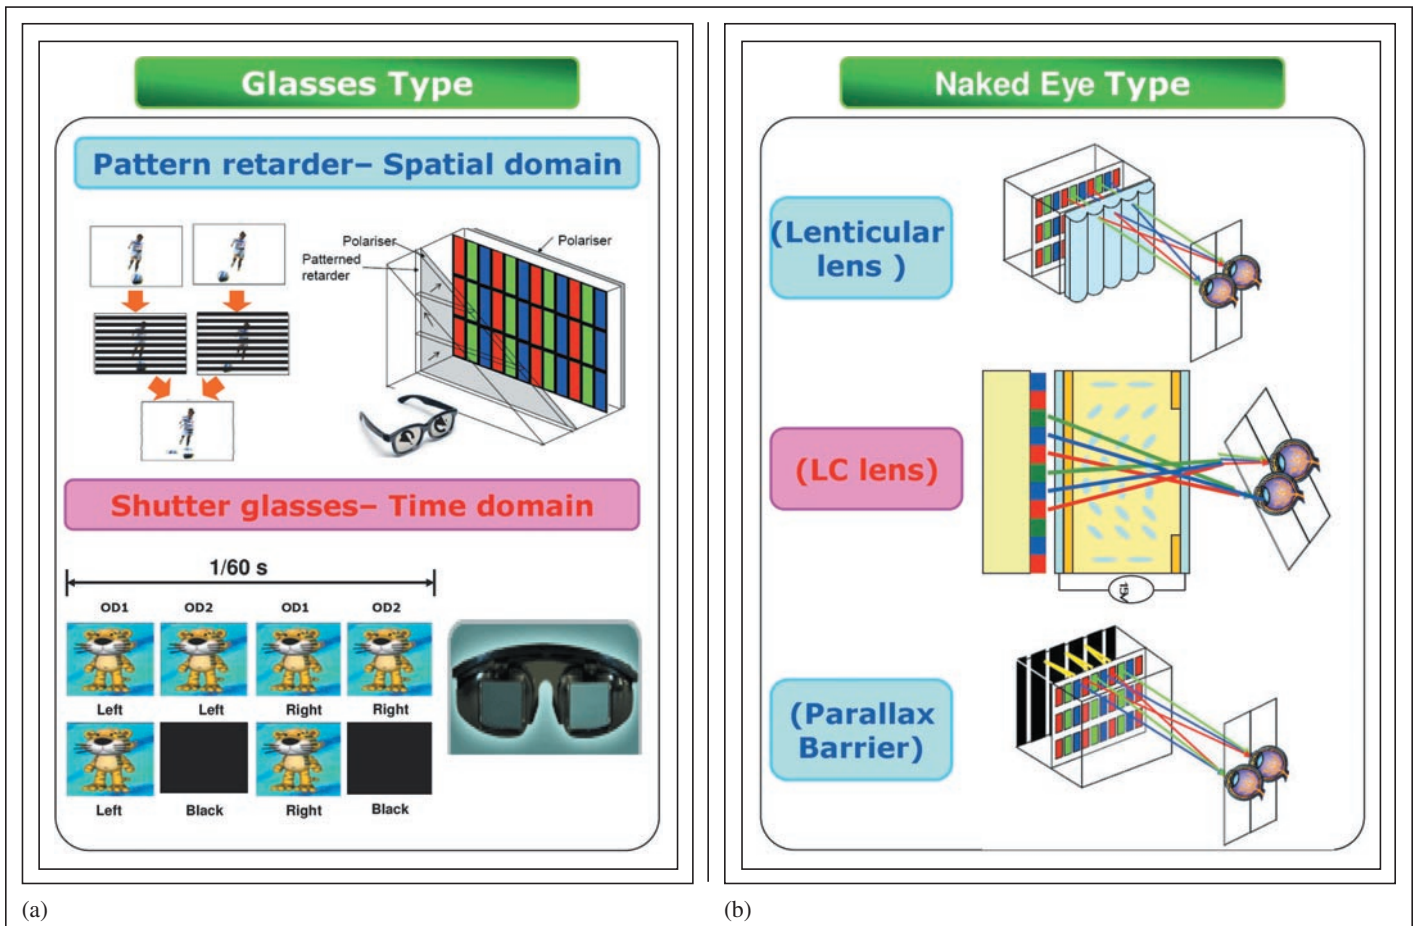 Glasses Type
Pattern retarder– Spatial domain
Polariser
Patterned
retarder
Polariser
Shutter glasses– Time domain
1/60 s
OD1 OD2 OD1 OD2
Left Left Right Right
Left Black Right Black
(a)
Naked Eye Type
(Lenticular
lens )
(LC lens)
15V
(Parallax
Barrier)
(b)